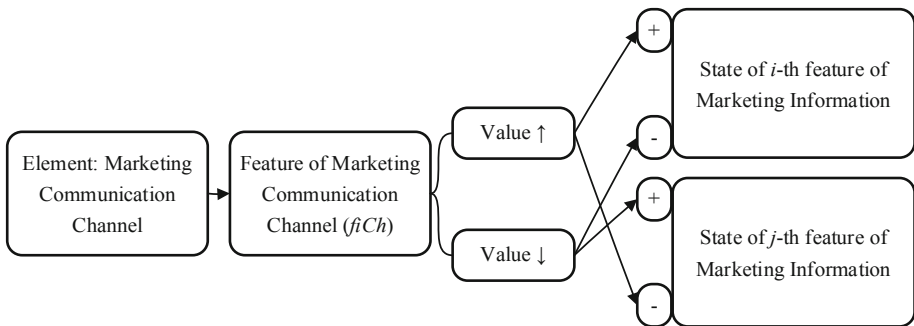 Element: Marketing
Communication
Channel
Feature of Marketing
Communication
Channel (fiCh)
Value ↑
Value ↓
+
State of i-th feature of
Marketing Information
-
+
State of j-th feature of
Marketing Information
-